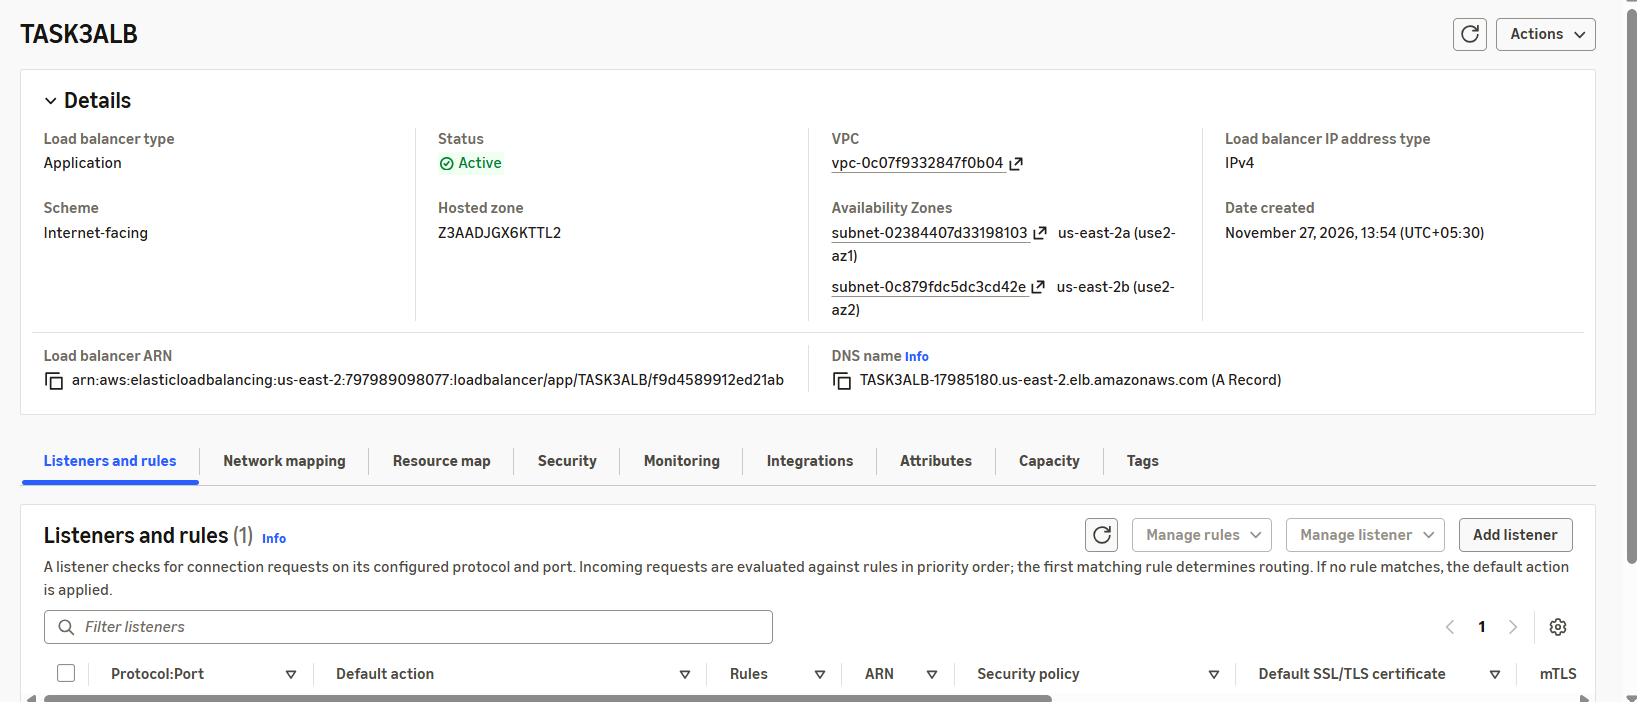 TASK3ALB
Actions
Details
Load balancer type
Application
Status
Active
VPC
vpc-0c07f9332847f0b04
Load balancer IP address type
IPv4
Scheme
Internet-facing
Hosted zone
Z3AADJGX6KTTL2
Availability Zones
subnet-02384407d33198103 us-east-2a (use2-
az1)
subnet-0c879fdc5dc3cd42e us-east-2b (use2-
az2)
Date created
November 27, 2026, 13:54 (UTC+05:30)
Load balancer ARN
arn:aws:elasticloadbalancing:us-east-2:797989098077:loadbalancer/app/TASK3ALB/f9d4589912ed21ab
DNS name Info
TASK3ALB-17985180.us-east-2.elb.amazonaws.com (A Record)
Listeners and rules
Network mapping
Resource map
Security
Monitoring
Integrations
Attributes
Capacity
Tags
Listeners and rules (1) Info
Manage rules
Manage listener
Add listener
A listener checks for connection requests on its configured protocol and port. Incoming requests are evaluated against rules in priority order; the first matching rule determines routing. If no rule matches, the default action
is applied.
Filter listeners
1
Protocol:Port
Default action
Rules
ARN
Security policy
Default SSL/TLS certificate
mTLS